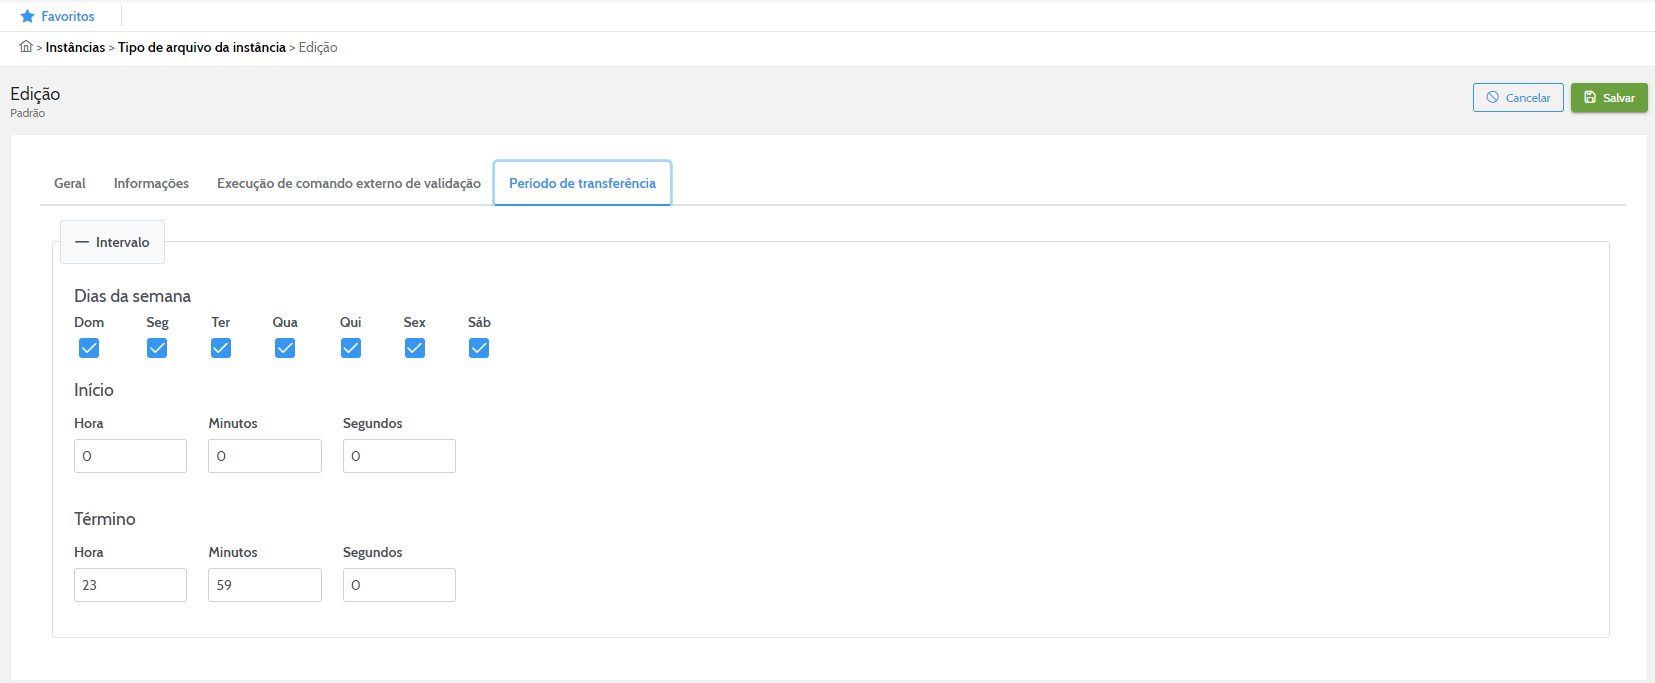 Favoritos
> Instâncias > Tipo de arquivo da instância > Edição
Edição
Padrão
Cancelar
Salvar
Geral Informações Execução de comando externo de validação Período de transferência
— Intervalo
Dias da semana
Dom Seg Ter Qua Qui Sex Sáb
Início
Hora Minutos Segundos
0 0 0
Término
Hora Minutos Segundos
23 59 0